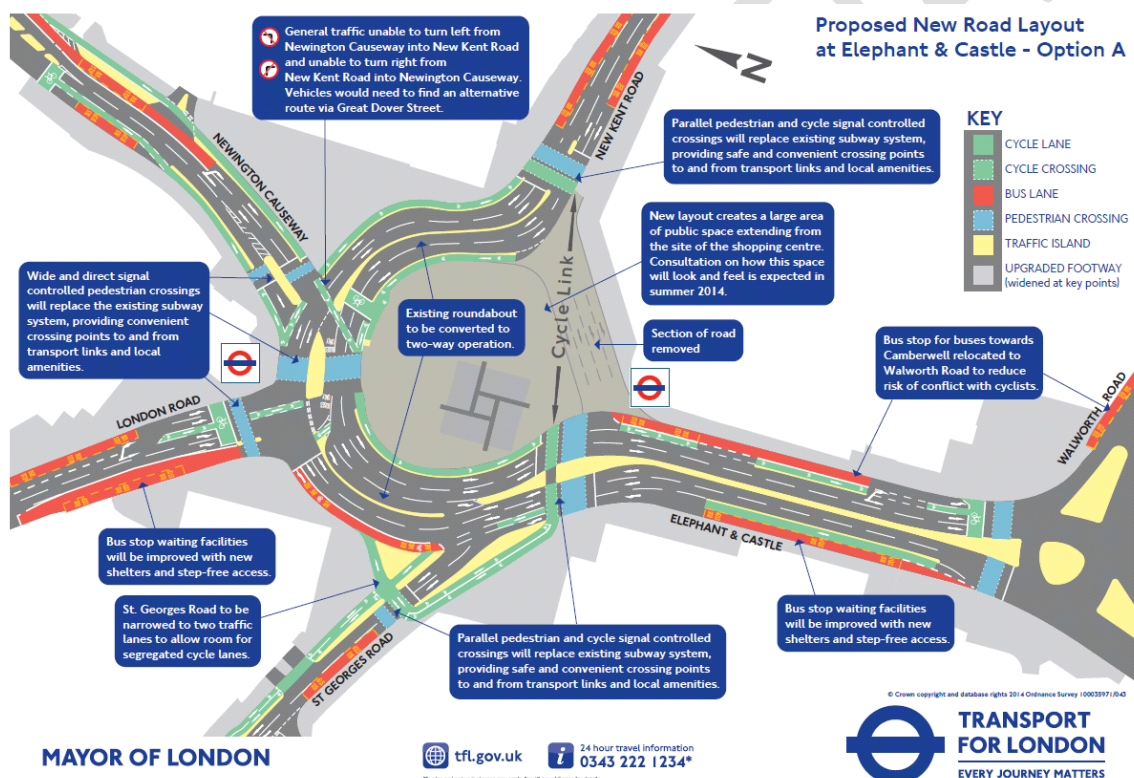 Proposed New Road Layout
at Elephant & Castle - Option A
General traffic unable to turn left from
Newington Causeway into New Kent Road
and unable to turn right from
New Kent Road into Newington Causeway.
Vehicles would need to find an alternative
route via Great Dover Street.
N
KEY
CYCLE LANE
CYCLE CROSSING
BUS LANE
PEDESTRIAN CROSSING
TRAFFIC ISLAND
UPGRADED FOOTWAY
(widened at key points)
NEW KENT ROAD
Parallel pedestrian and cycle signal controlled
crossings will replace existing subway system,
providing safe and convenient crossing points
to and from transport links and local amenities.
NEWINGTON CAUSEWAY
New layout creates a large area
of public space extending from
the site of the shopping centre.
Consultation on how this space
will look and feel is expected in
summer 2014.
Wide and direct signal
controlled pedestrian crossings
will replace the existing subway
system, providing convenient
crossing points to and from
transport links and local
amenities.
Existing roundabout
to be converted to
two-way operation.
Cycle Link
Section of road
removed
Bus stop for buses towards
Camberwell relocated to
Walworth Road to reduce
risk of conflict with cyclists.
WALWORTH ROAD
LONDON ROAD
ELEPHANT & CASTLE
Bus stop waiting facilities
will be improved with new
shelters and step-free access.
St. Georges Road to be
narrowed to two traffic
lanes to allow room for
segregated cycle lanes.
ST GEORGES ROAD
Parallel pedestrian and cycle signal controlled
crossings will replace existing subway system,
providing safe and convenient crossing points
to and from transport links and local amenities.
Bus stop waiting facilities
will be improved with new
shelters and step-free access.
© Crown copyright and database rights 2014 Ordnance Survey 100035971/043
MAYOR OF LONDON
tfl.gov.uk
24 hour travel information
0343 222 1234*
TRANSPORT
FOR LONDON
EVERY JOURNEY MATTERS